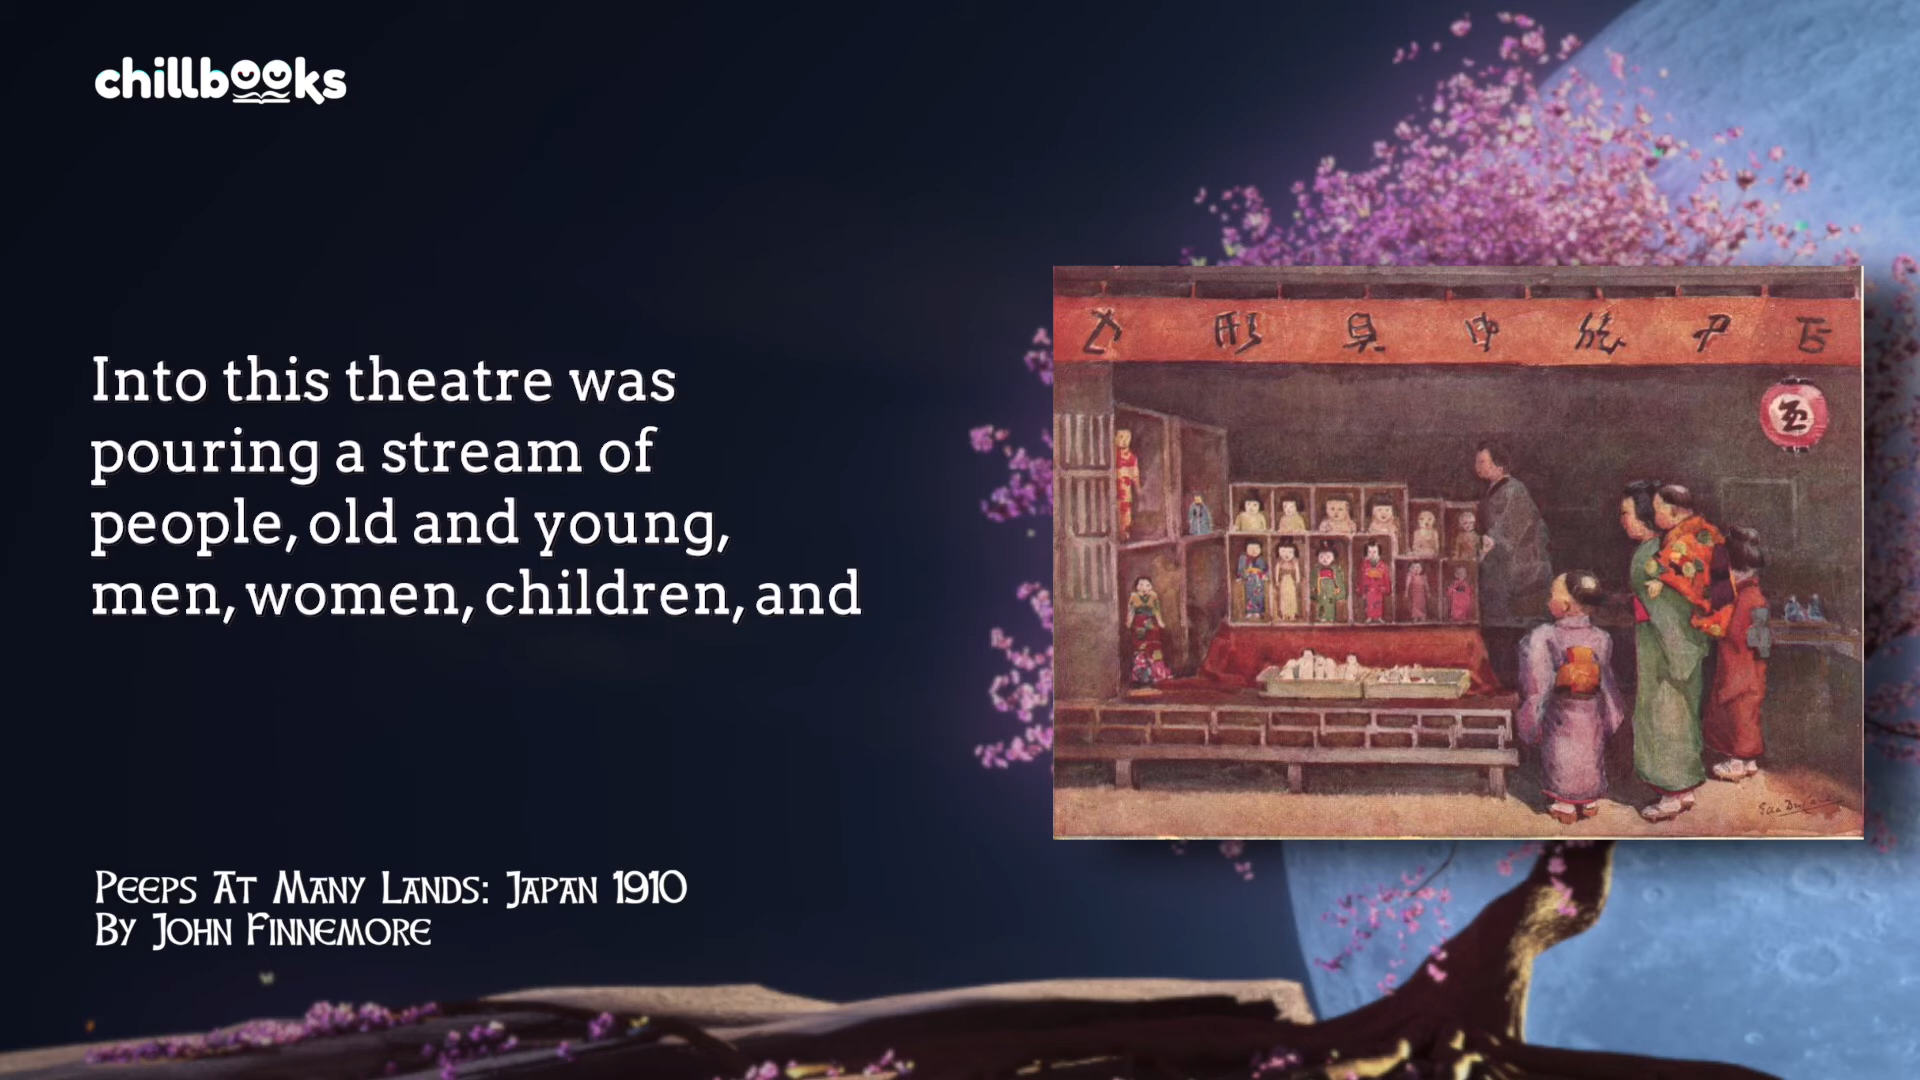 chillbooks
Into this theatre was
pouring a stream of
people, old and young,
men, women, children, and
Peeps At Many Lands: Japan 1910
By John Finnemore